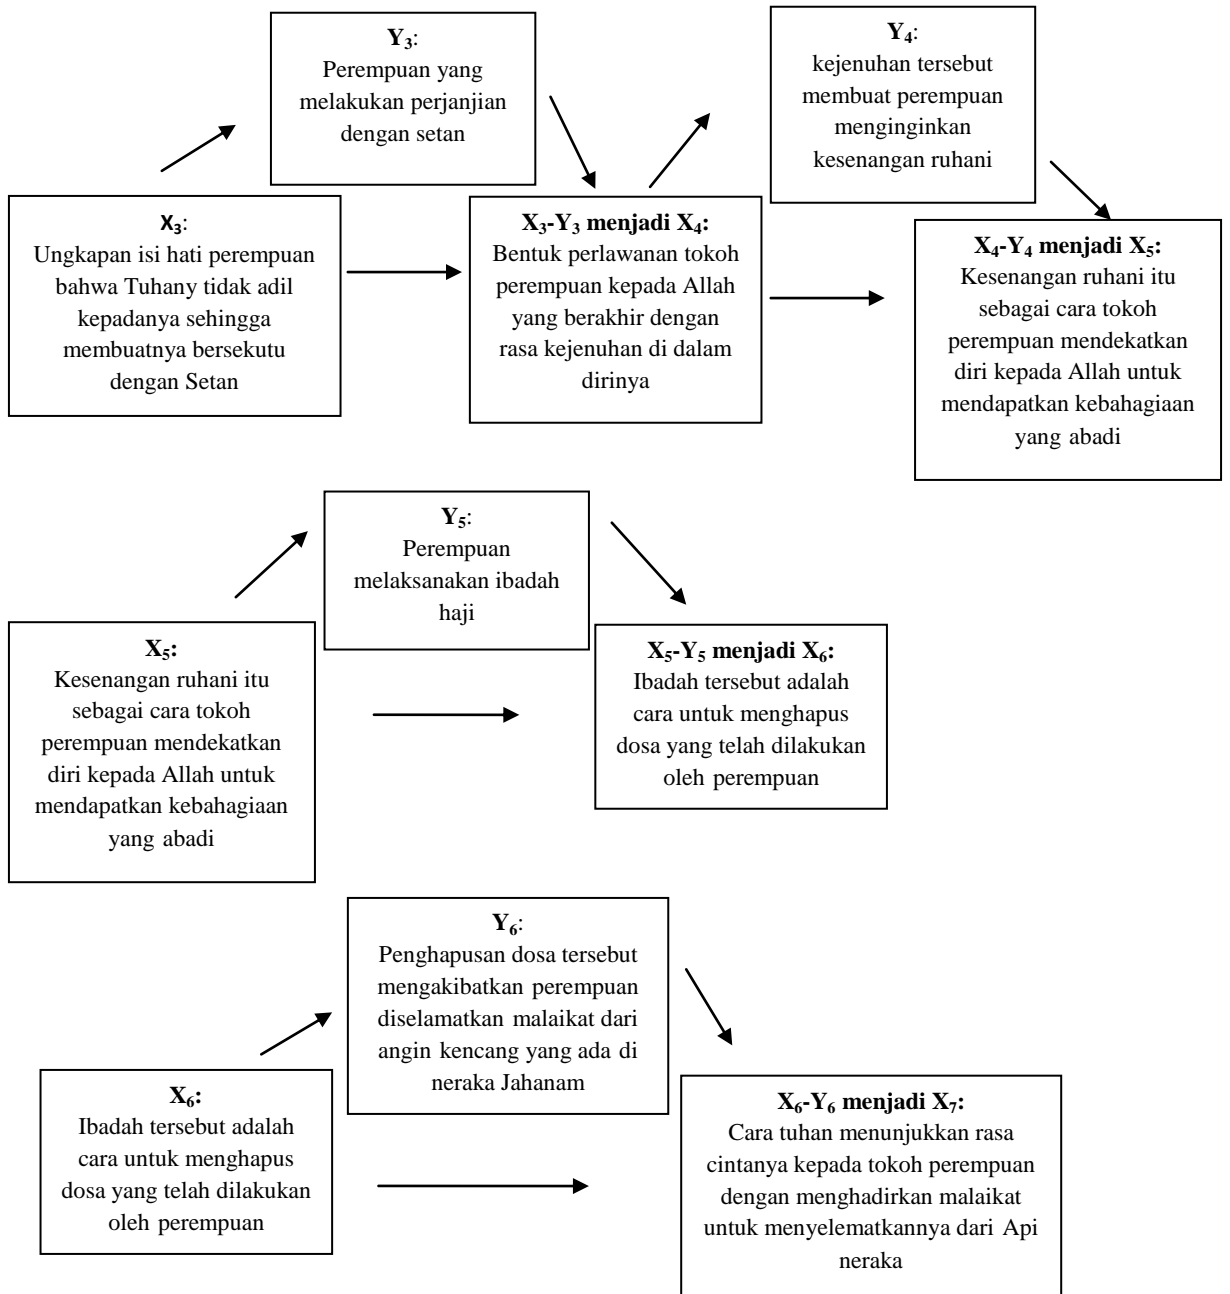 Y3:
Perempuan yang
melakukan perjanjian
dengan setan
Y4:
kejenuhan tersebut
membuat perempuan
menginginkan
kesenangan ruhani
X3:
Ungkapan isi hati perempuan
bahwa Tuhany tidak adil
kepadanya sehingga
membuatnya bersekutu
dengan Setan
X3-Y3 menjadi X4:
Bentuk perlawanan tokoh
perempuan kepada Allah
yang berakhir dengan
rasa kejenuhan di dalam
dirinya
X4-Y4 menjadi X5:
Kesenangan ruhani itu
sebagai cara tokoh
perempuan mendekatkan
diri kepada Allah untuk
mendapatkan kebahagiaan
yang abadi
Y5:
Perempuan
melaksanakan ibadah
haji
X5:
Kesenangan ruhani itu
sebagai cara tokoh
perempuan mendekatkan
diri kepada Allah untuk
mendapatkan kebahagiaan
yang abadi
X5-Y5 menjadi X6:
Ibadah tersebut adalah
cara untuk menghapus
dosa yang telah dilakukan
oleh perempuan
Y6:
Penghapusan dosa tersebut
mengakibatkan perempuan
diselamatkan malaikat dari
angin kencang yang ada di
neraka Jahanam
X6:
Ibadah tersebut adalah
cara untuk menghapus
dosa yang telah dilakukan
oleh perempuan
X6-Y6 menjadi X7:
Cara tuhan menunjukkan rasa
cintanya kepada tokoh perempuan
dengan menghadirkan malaikat
untuk menyelematkannya dari Api
neraka